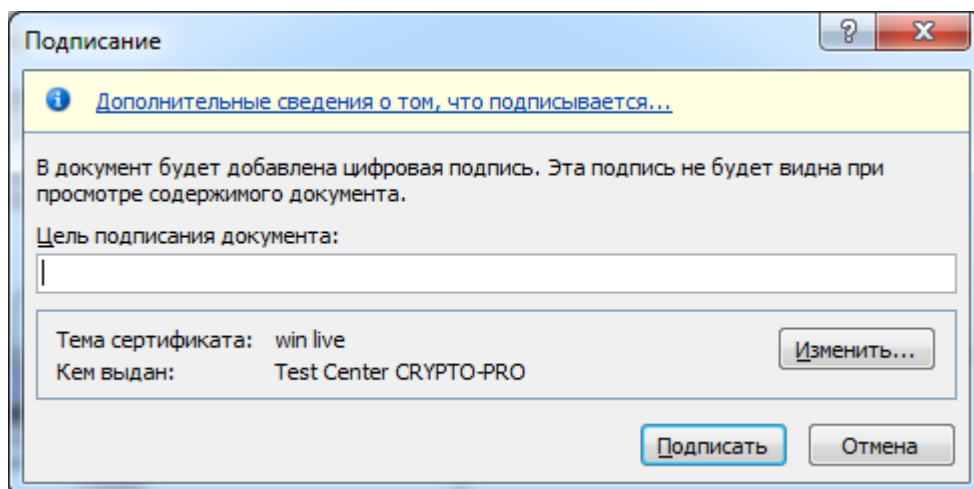 Подписание
Дополнительные сведения о том, что подписывается...
В документ будет добавлена цифровая подпись. Эта подпись не будет видна при
просмотре содержимого документа.
Цель подписания документа:
Тема сертификата: win live
Изменить...
Кем выдан: Test Center CRYPTO-PRO
Подписать Отмена